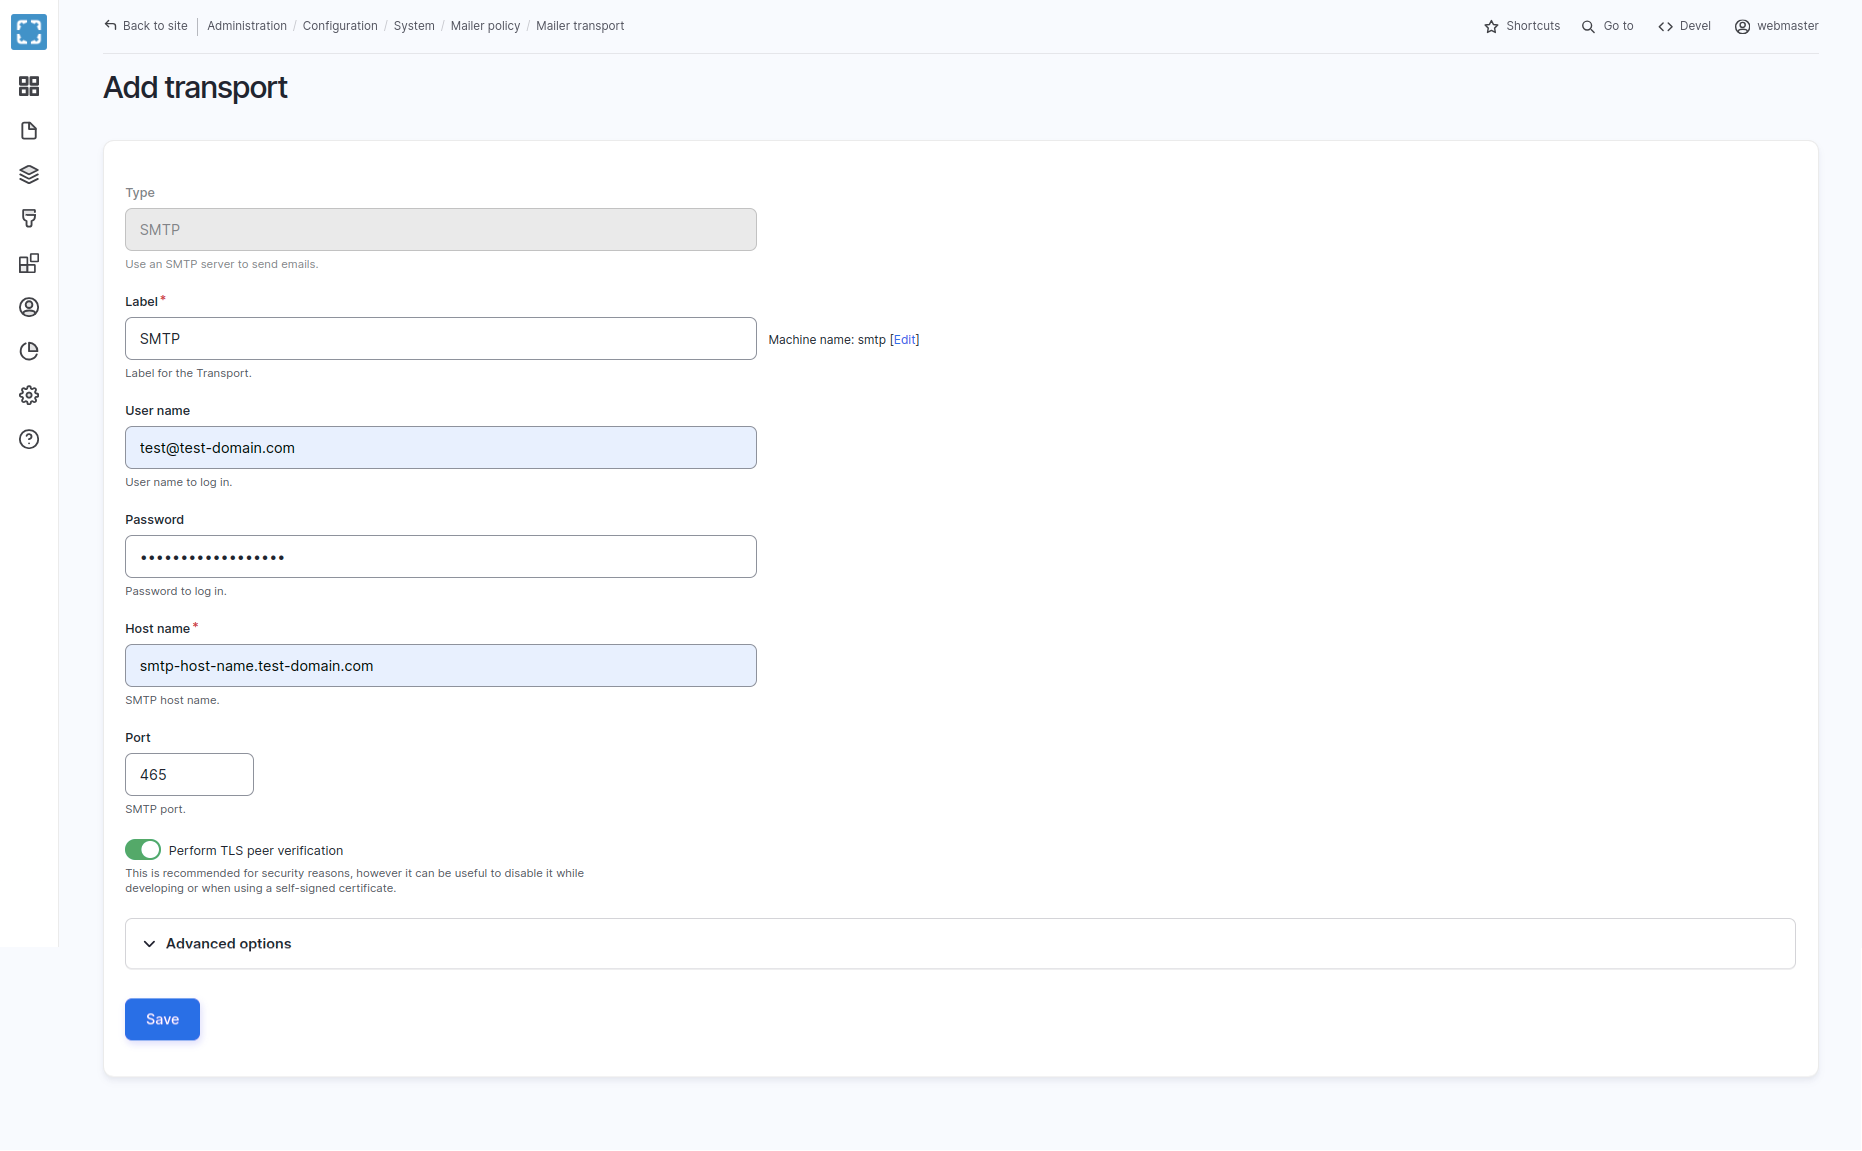 Back to site Administration / Configuration / System / Mailer policy / Mailer transport
Shortcuts Go to Devel webmaster
Add transport
Type
SMTP
Use an SMTP server to send emails.
Label*
SMTP
Machine name: smtp [Edit]
Label for the Transport.
User name
test@test-domain.com
User name to log in.
Password
••••••••••••••••••
Password to log in.
Host name*
smtp-host-name.test-domain.com
SMTP host name.
Port
465
SMTP port.
Perform TLS peer verification
This is recommended for security reasons, however it can be useful to disable it while
developing or when using a self-signed certificate.
Advanced options
Save